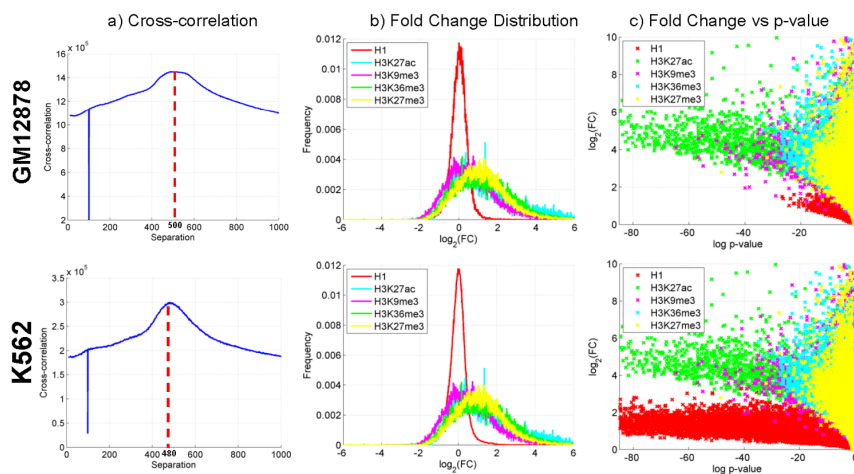 a) Cross-correlation
b) Fold Change Distribution
c) Fold Change vs p-value
GM12878
x 10⁵
16
14
12
10
8
6
4
2
Cross-correlation
0
200
400
500
600
800
1000
Separation
0.012
0.01
0.008
0.006
0.004
0.002
0
Frequency
H1
H3K27ac
H3K9me3
H3K36me3
H3K27me3
-6
-4
-2
0
2
4
6
log2(FC)
10
8
6
4
2
0
log2(FC)
H1
H3K27ac
H3K9me3
H3K36me3
H3K27me3
-80
-60
-40
-20
log p-value
K562
x 10⁵
3.5
3
2.5
2
1.5
1
0.5
0
Cross-correlation
0
200
400
480
600
800
1000
Separation
0.012
0.01
0.008
0.006
0.004
0.002
0
Frequency
H1
H3K27ac
H3K9me3
H3K36me3
H3K27me3
-6
-4
-2
0
2
4
6
log2(FC)
10
8
6
4
2
0
log2(FC)
H1
H3K27ac
H3K9me3
H3K36me3
H3K27me3
-80
-60
-40
-20
log p-value